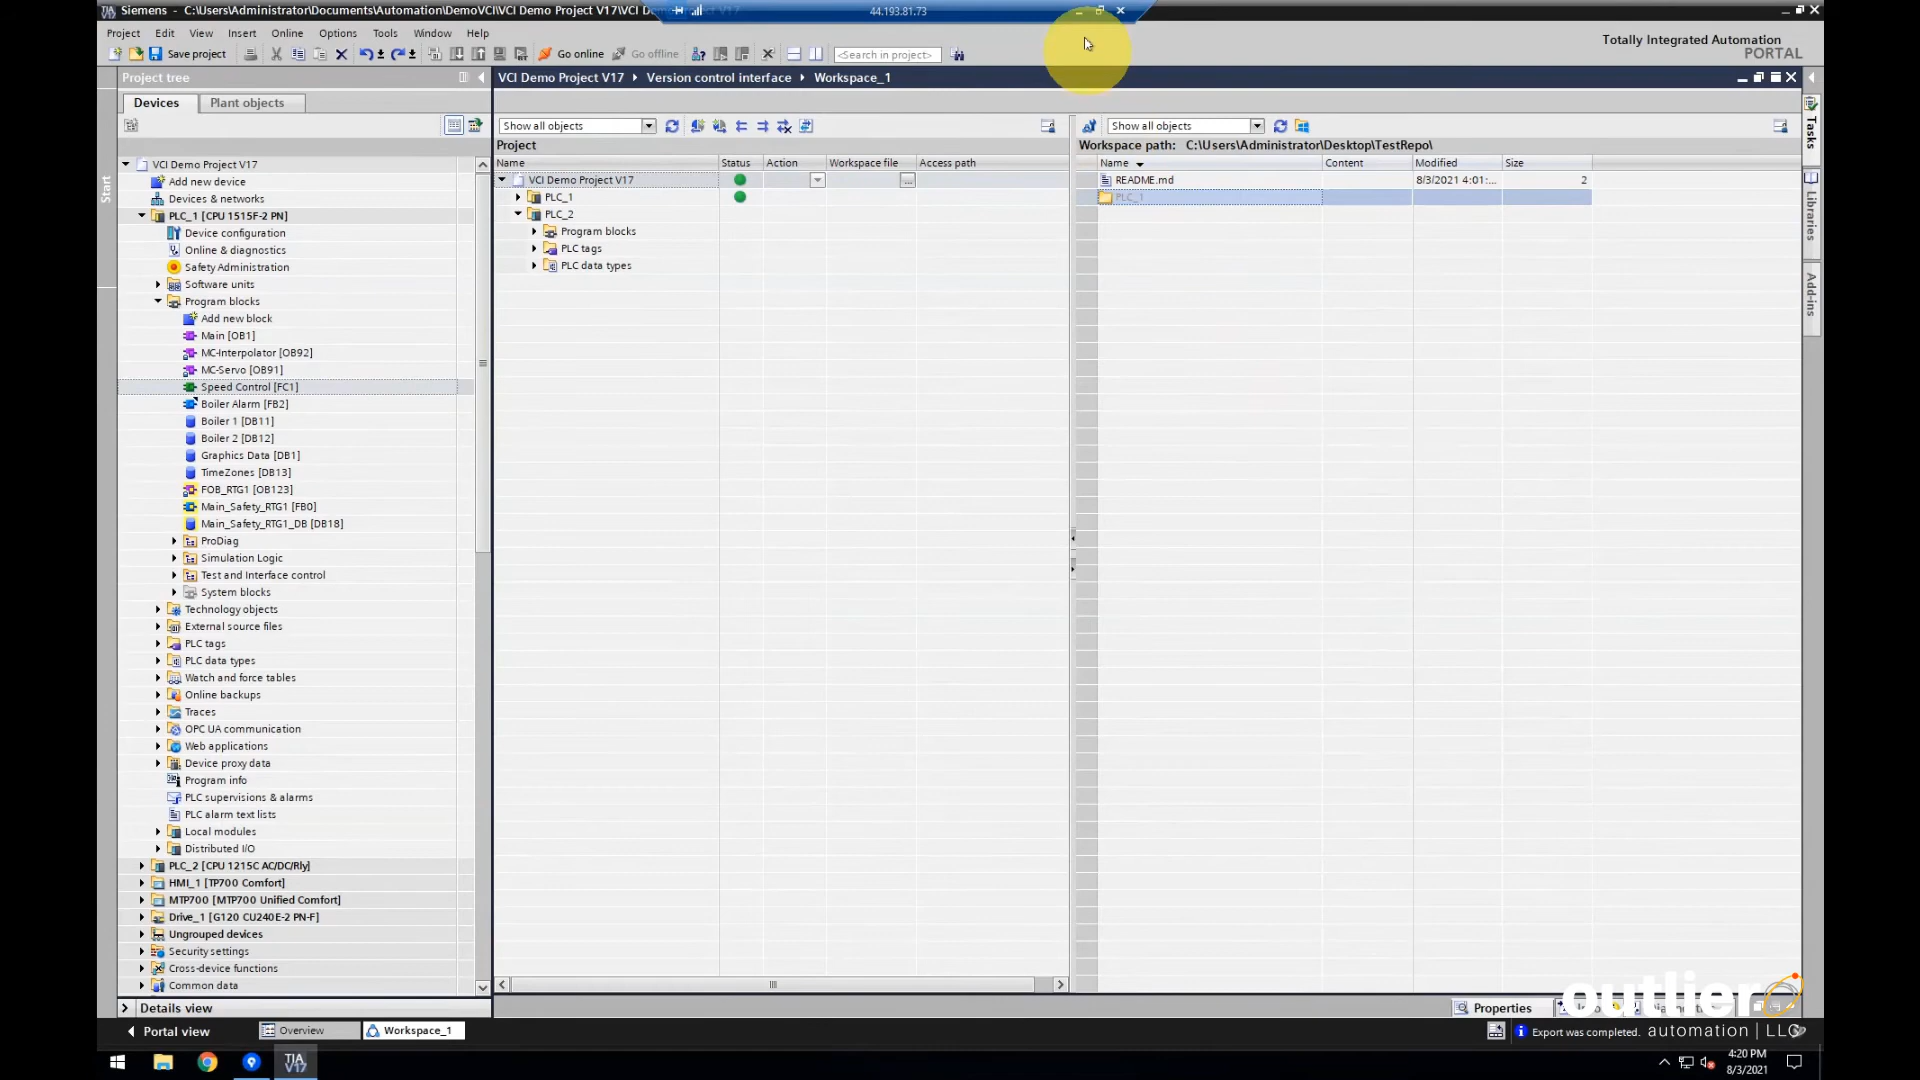 Siemens - C:\Users\Administrator\Documents\Automation\DemoVCI\VCI Demo Project V17\VCI De
44.193.81.73
Project Edit View Insert Online Options Tools Window Help
Totally Integrated Automation
PORTAL
Save project Go online Go offline <Search in project>
Project tree
VCI Demo Project V17 Version control interface Workspace_1
Devices Plant objects
Show all objects Show all objects
Project Workspace path: C:\Users\Administrator\Desktop\TestRepo\
Name Status Action Workspace file Access path Name Content Modified Size
VCI Demo Project V17
Add new device
Devices & networks
PLC_1 [CPU 1515F-2 PN]
Device configuration
Online & diagnostics
Safety Administration
Software units
Program blocks
Add new block
Main [OB1]
MC-Interpolator [OB92]
MC-Servo [OB91]
Speed Control [FC1]
Boiler Alarm [FB2]
Boiler 1 [DB11]
Boiler 2 [DB12]
Graphics Data [DB1]
TimeZones [DB13]
FOB_RTG1 [OB123]
Main_Safety_RTG1 [FB0]
Main_Safety_RTG1_DB [DB18]
ProDiag
Simulation Logic
Test and Interface control
System blocks
Technology objects
External source files
PLC tags
PLC data types
Watch and force tables
Online backups
Traces
OPC UA communication
Web applications
Device proxy data
Program info
PLC supervisions & alarms
PLC alarm text lists
Local modules
Distributed I/O
PLC_2 [CPU 1215C AC/DC/Rly]
HMI_1 [TP700 Comfort]
MTP700 [MTP700 Unified Comfort]
Drive_1 [G120 CU240E-2 PN-F]
Ungrouped devices
Security settings
Cross-device functions
Common data
VCI Demo Project V17
PLC_1
PLC_2
Program blocks
PLC tags
PLC data types
README.md 8/3/2021 4:01:... 2
PLC_1
Start
Tasks
Libraries
Add-ins
Details view
Properties
outlier
automation | LLC
Portal view Overview Workspace_1
Export was completed.
TIA V17
4:20 PM
8/3/2021